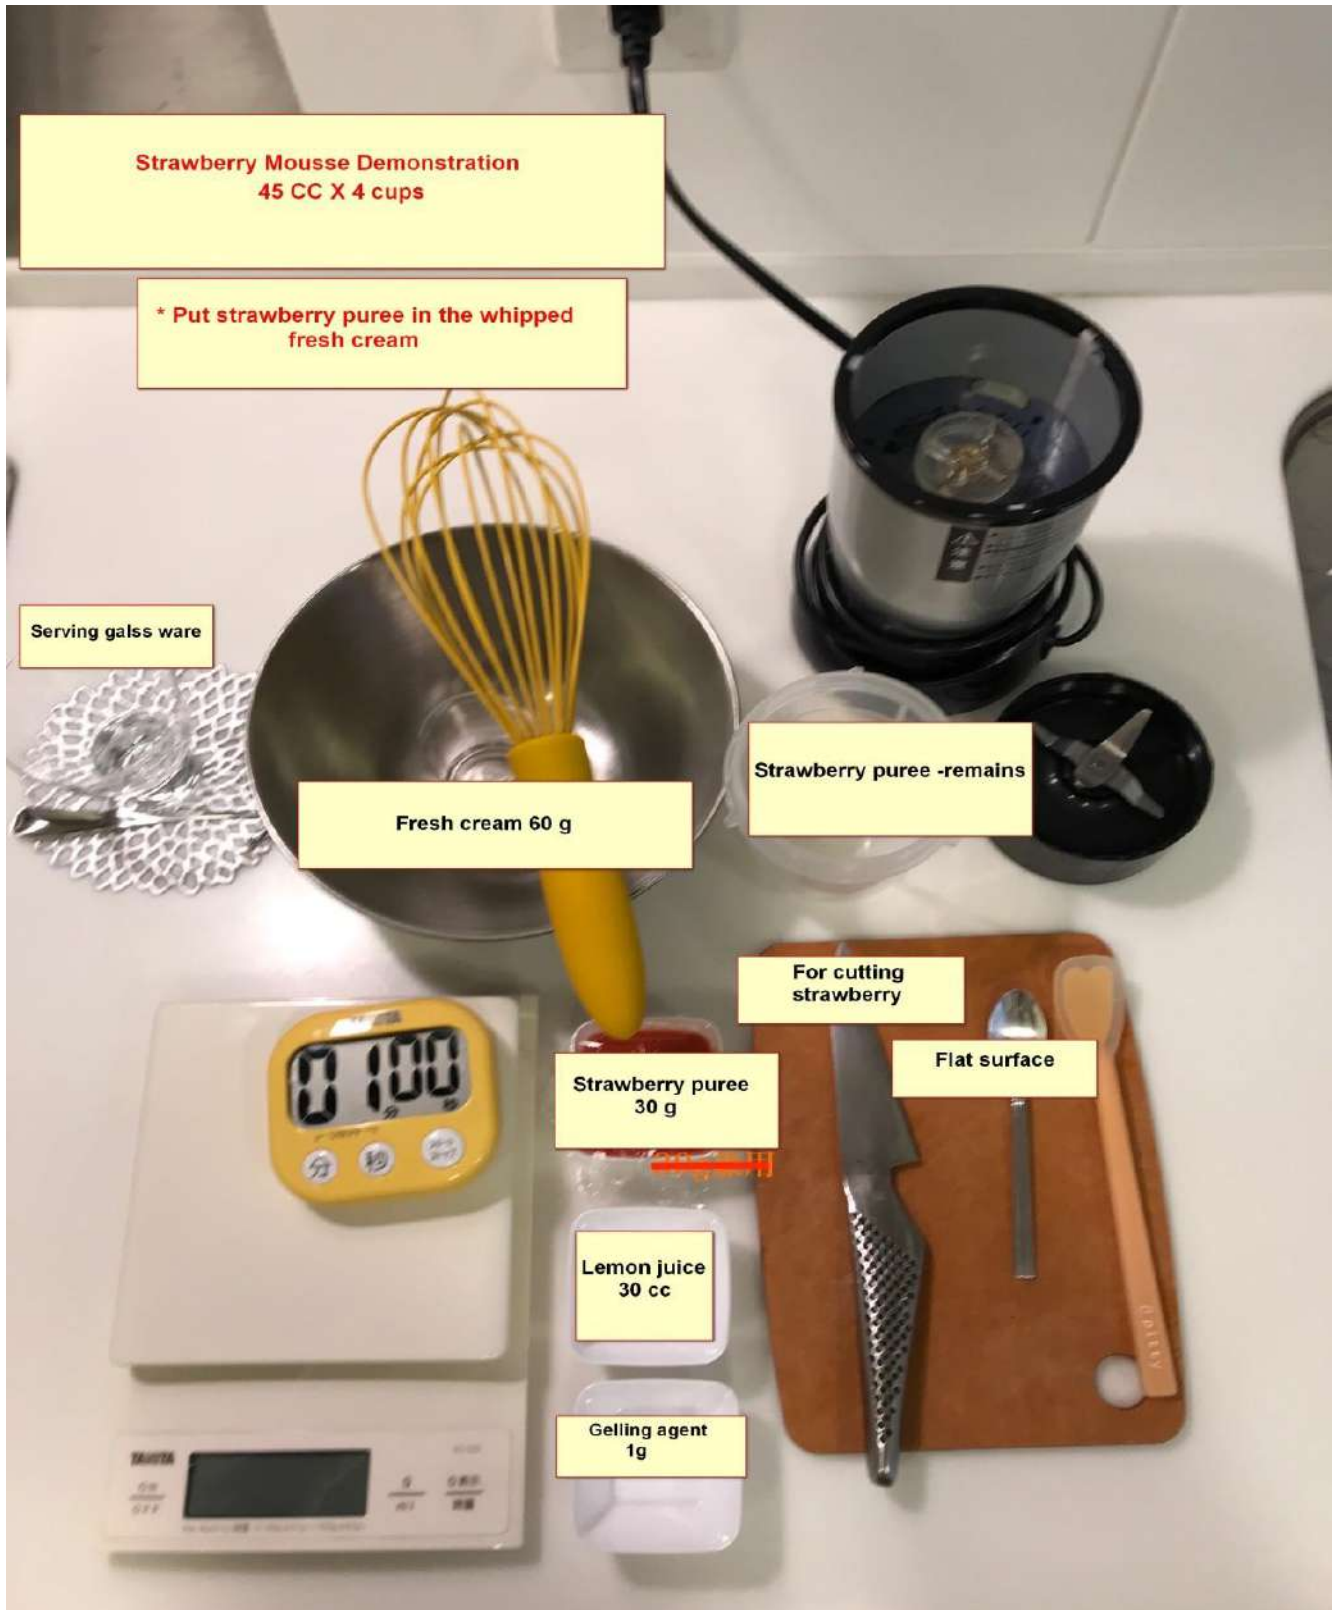 Strawberry Mousse Demonstration
45 CC X 4 cups
* Put strawberry puree in the whipped
fresh cream
Serving galss ware
Strawberry puree -remains
Fresh cream 60 g
For cutting
strawberry
Flat surface
0100
分 秒
分 秒
Strawberry puree
30 g
Lemon juice
30 cc
Gelling agent
1g
TANITA